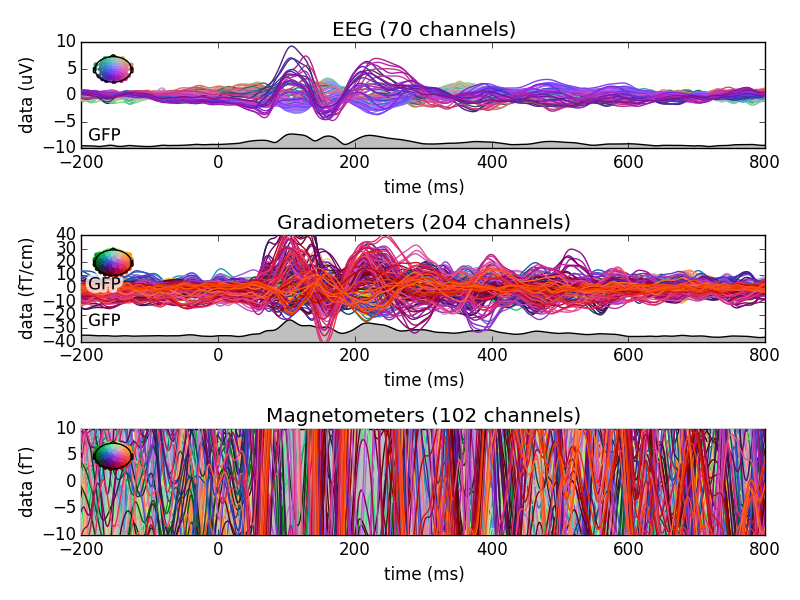 EEG (70 channels)
data (uV)
10
5
0
−5
−10
GFP
−200 0 200 400 600 800
time (ms)
Gradiometers (204 channels)
data (fT/cm)
40
30
20
10
0
−10
−20
−30
−40
GFP
GFP
−200 0 200 400 600 800
time (ms)
Magnetometers (102 channels)
data (fT)
10
5
0
−5
−10
−200 0 200 400 600 800
time (ms)